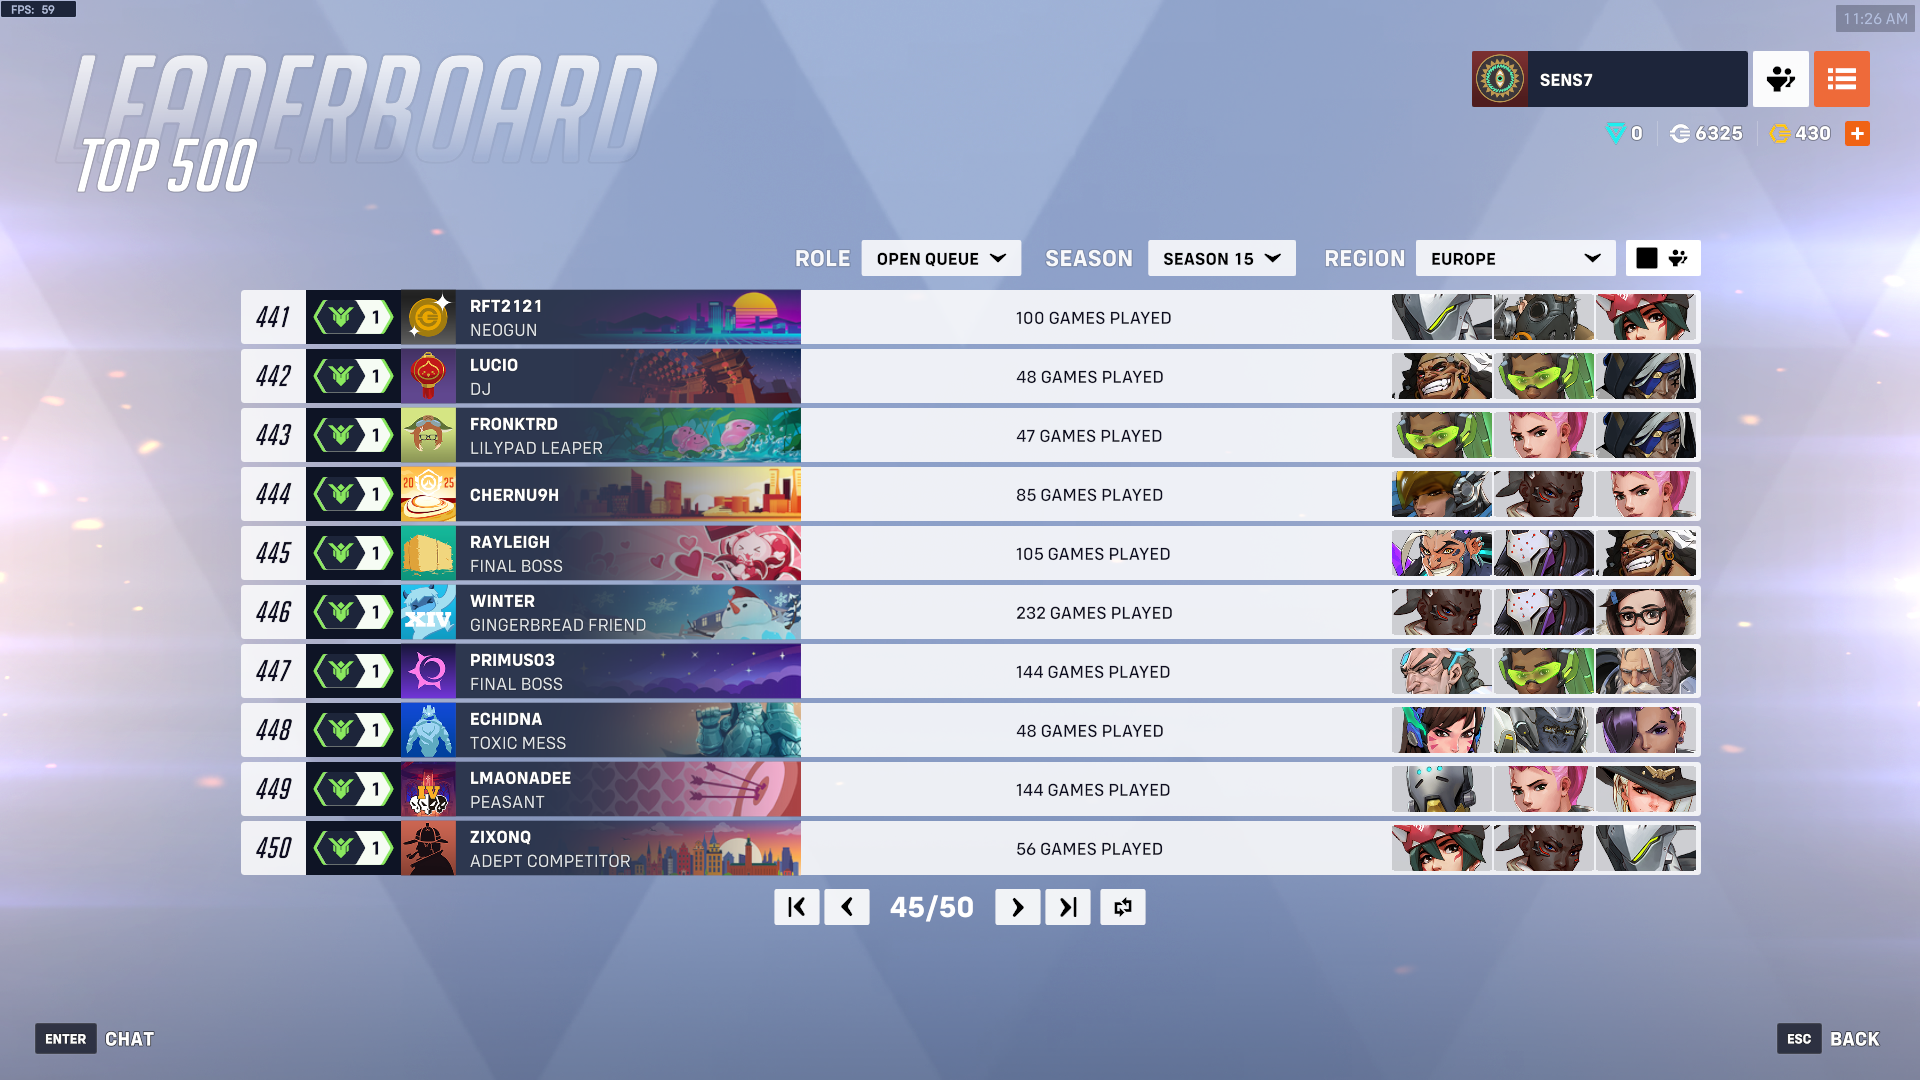 FPS: 59
11:26 AM
LEADERBOARD
TOP 500
SENS7
0 6325 430
ROLE OPEN QUEUE SEASON SEASON 15 REGION EUROPE
441 1 RFT2121 100 GAMES PLAYED
NEOGUN
442 1 LUCIO 48 GAMES PLAYED
DJ
443 1 FRONKTRD 47 GAMES PLAYED
LILYPAD LEAPER
444 1 20 25 CHERNU9H 85 GAMES PLAYED
445 1 RAYLEIGH 105 GAMES PLAYED
FINAL BOSS
446 1 XIV WINTER 232 GAMES PLAYED
GINGERBREAD FRIEND
447 1 PRIMUS03 144 GAMES PLAYED
FINAL BOSS
448 1 ECHIDNA 48 GAMES PLAYED
TOXIC MESS
449 1 IV LMAONADEE 144 GAMES PLAYED
PEASANT
450 1 ZIXONQ 56 GAMES PLAYED
ADEPT COMPETITOR
45/50
ENTER CHAT
ESC BACK